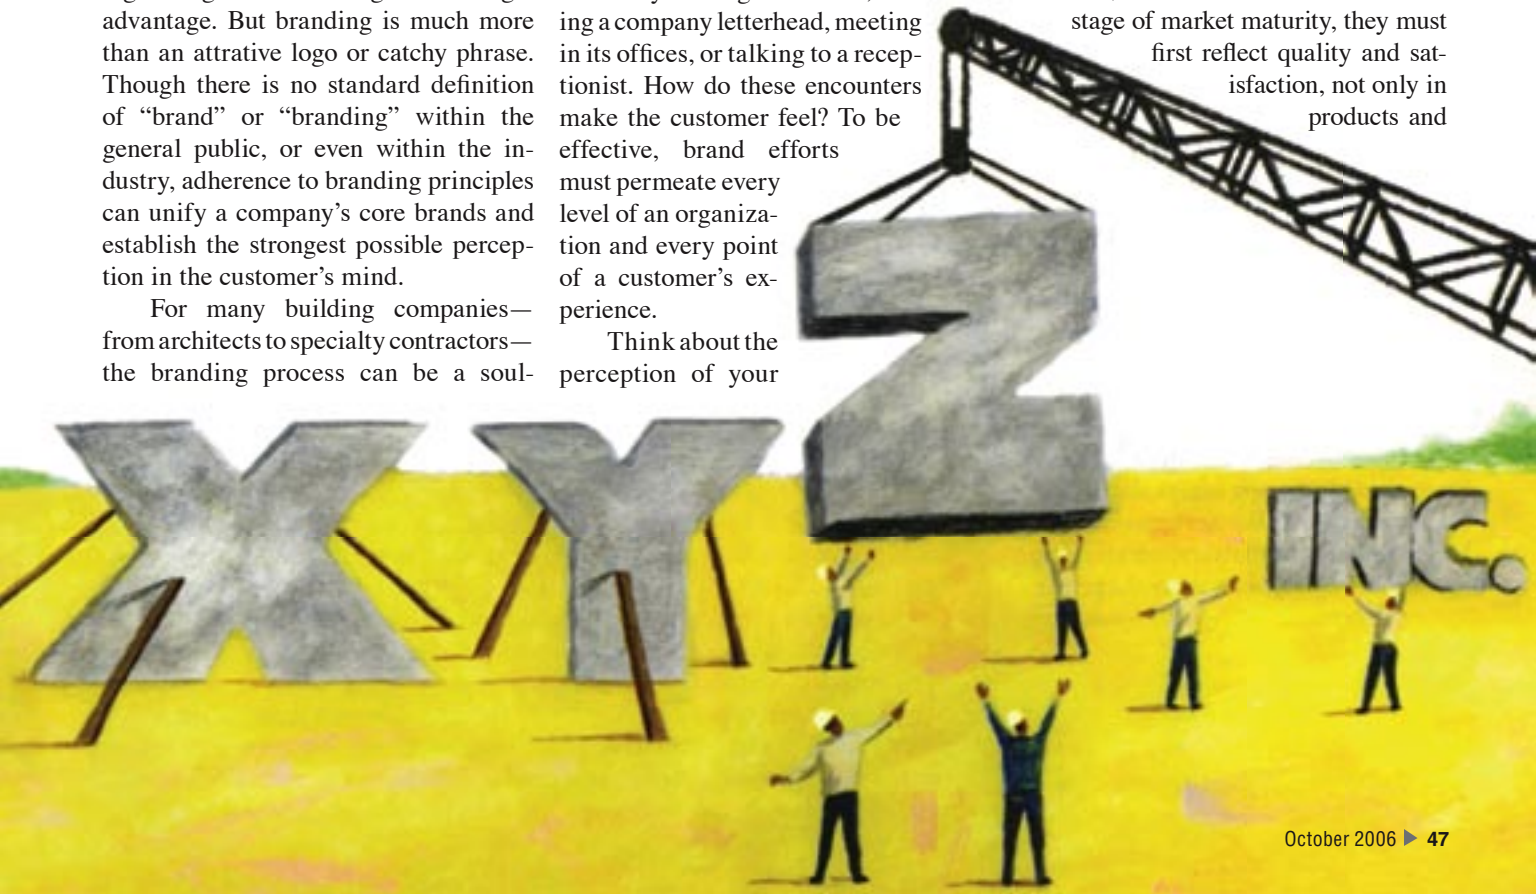 advantage. But branding is much more
than an attrative logo or catchy phrase.
Though there is no standard definition
of “brand” or “branding” within the
general public, or even within the in-
dustry, adherence to branding principles
can unify a company’s core brands and
establish the strongest possible percep-
tion in the customer’s mind.
For many building companies—
from architects to specialty contractors—
the branding process can be a soul-
ing a company letterhead, meeting
in its offices, or talking to a recep-
tionist. How do these encounters
make the customer feel? To be
effective, brand efforts
must permeate every
level of an organiza-
tion and every point
of a customer’s ex-
perience.
Think about the
perception of your
stage of market maturity, they must
first reflect quality and sat-
isfaction, not only in
products and
X Y Z
INC.
October 2006 ▶ 47